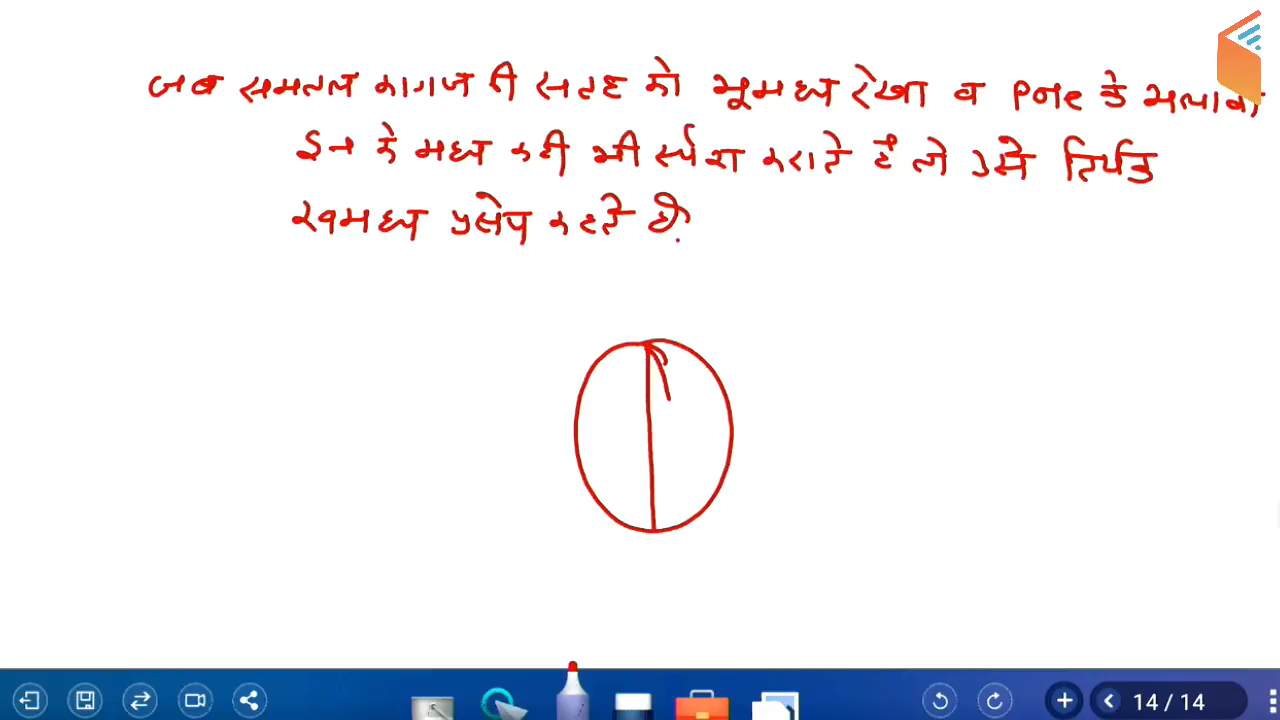 जब समतल कागज की सतह को भूमध्य रेखा व Pole के अलावा
इन के मध्य कही भी स्पर्श कराते है तो उसे तिर्यक
खमध्य प्रक्षेप कहते है।
14 / 14